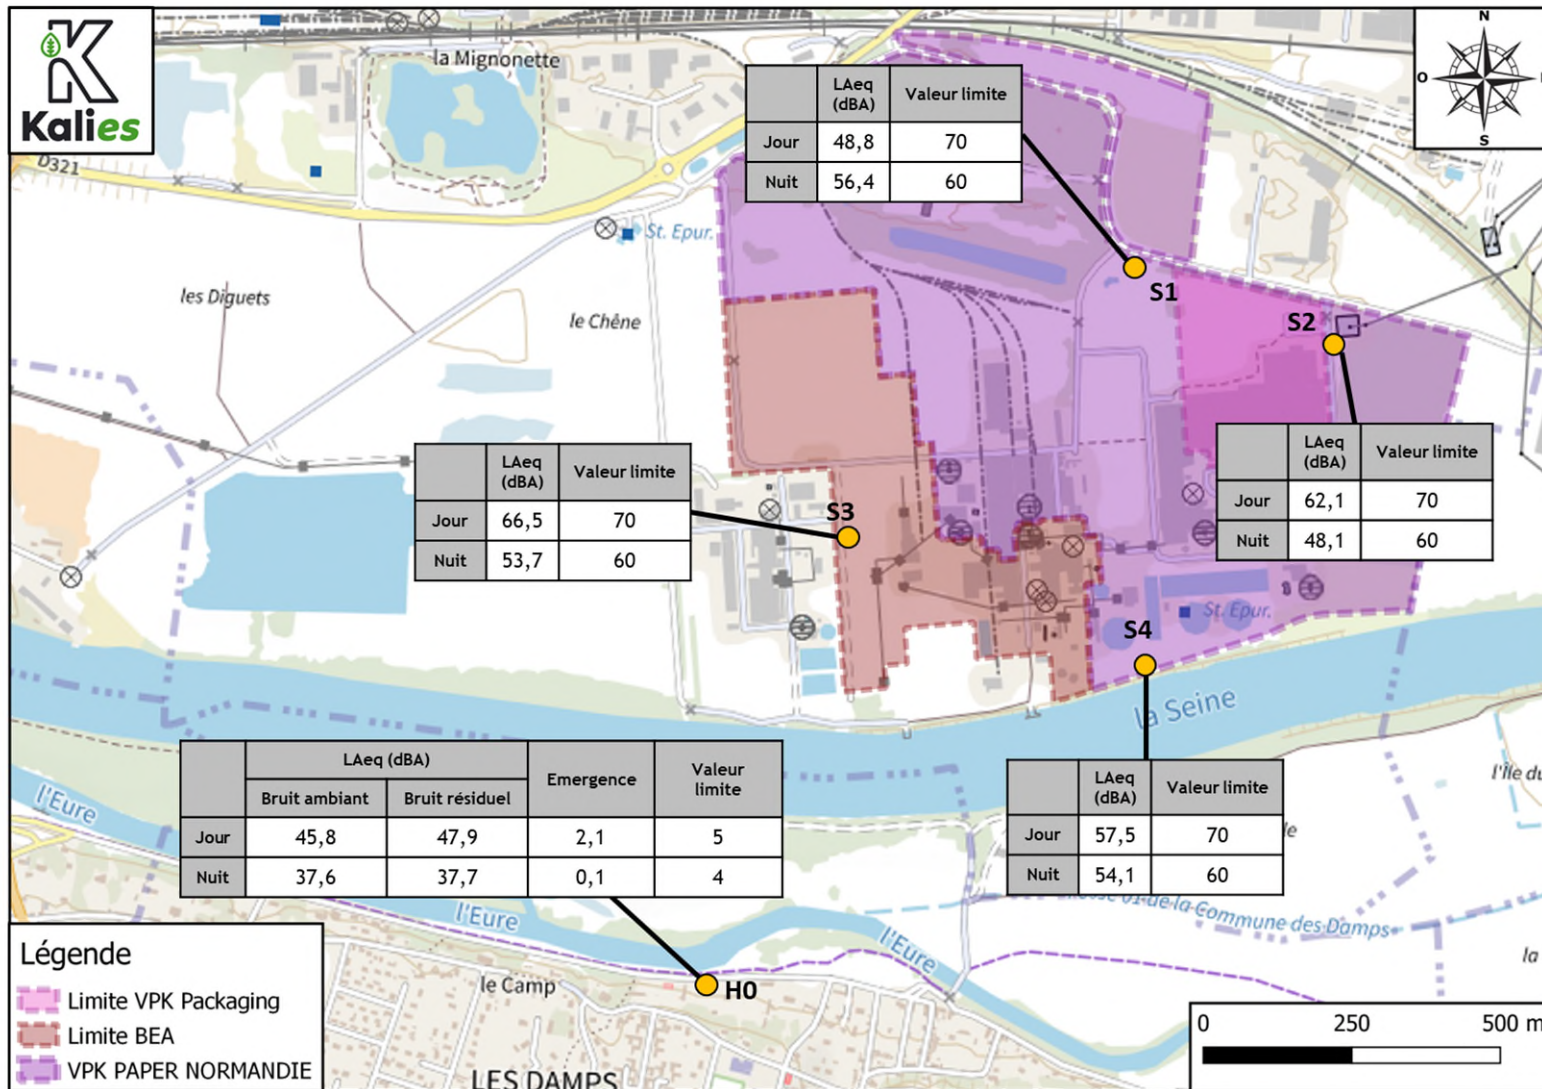 Kalies
la Mignonette
D321
N
O
S
LAeq (dBA) Valeur limite
Jour 48,8 70
Nuit 56,4 60
St. Epur.
les Diguets
le Chêne
S1
S2
LAeq (dBA) Valeur limite
Jour 66,5 70
Nuit 53,7 60
S3
LAeq (dBA) Valeur limite
Jour 62,1 70
Nuit 48,1 60
St. Epur.
S4
la Seine
LAeq (dBA) Emergence Valeur limite
Bruit ambiant Bruit résiduel
Jour 45,8 47,9 2,1 5
Nuit 37,6 37,7 0,1 4
LAeq (dBA) Valeur limite
Jour 57,5 70
Nuit 54,1 60
l'Île du
l'Eure
l'Eure
l'Eure
de la Commune des Damps
la
le Camp
H0
LES DAMPS
Légende
Limite VPK Packaging
Limite BEA
VPK PAPER NORMANDIE
0 250 500 m